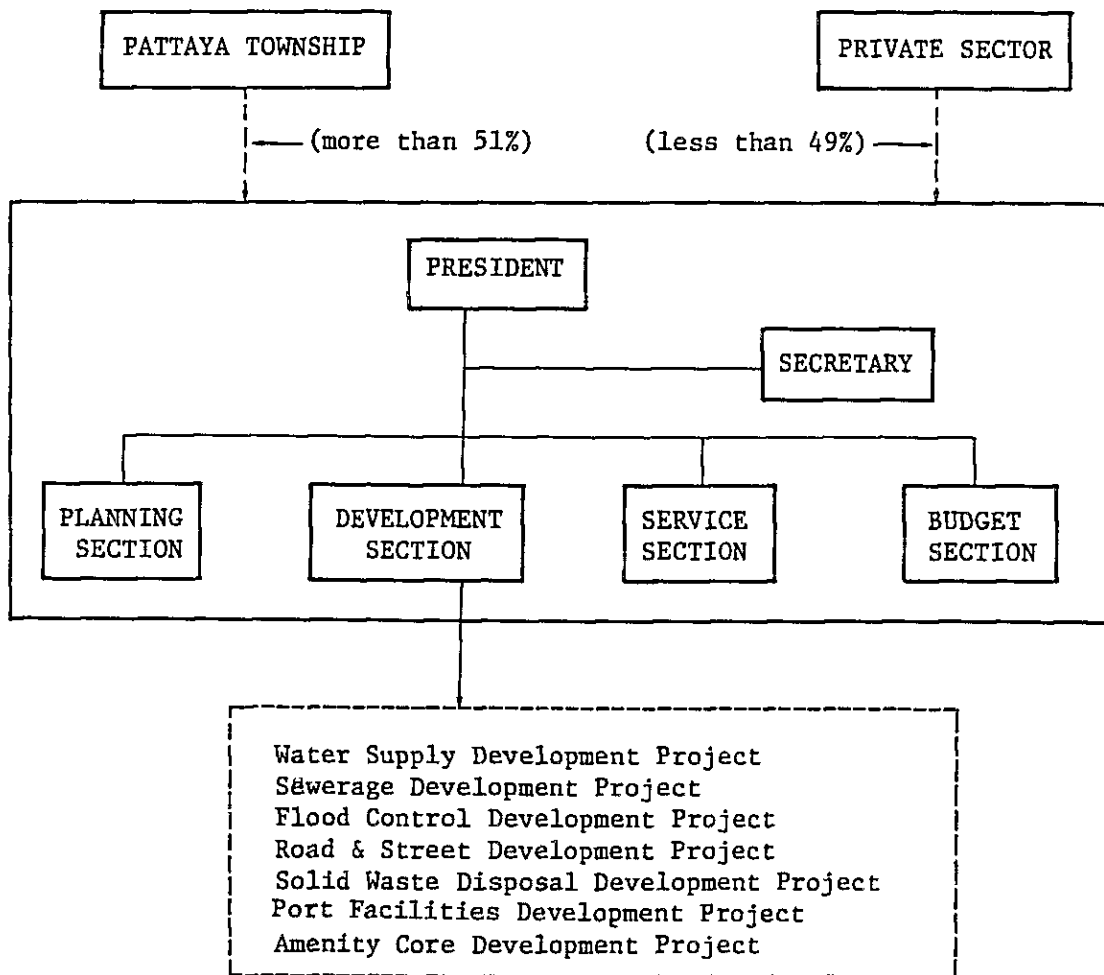 PATTAYA TOWNSHIP
PRIVATE SECTOR
(more than 51%)
(less than 49%)
PRESIDENT
SECRETARY
PLANNING
SECTION
DEVELOPMENT
SECTION
SERVICE
SECTION
BUDGET
SECTION
Water Supply Development Project
Sewerage Development Project
Flood Control Development Project
Road & Street Development Project
Solid Waste Disposal Development Project
Port Facilities Development Project
Amenity Core Development Project